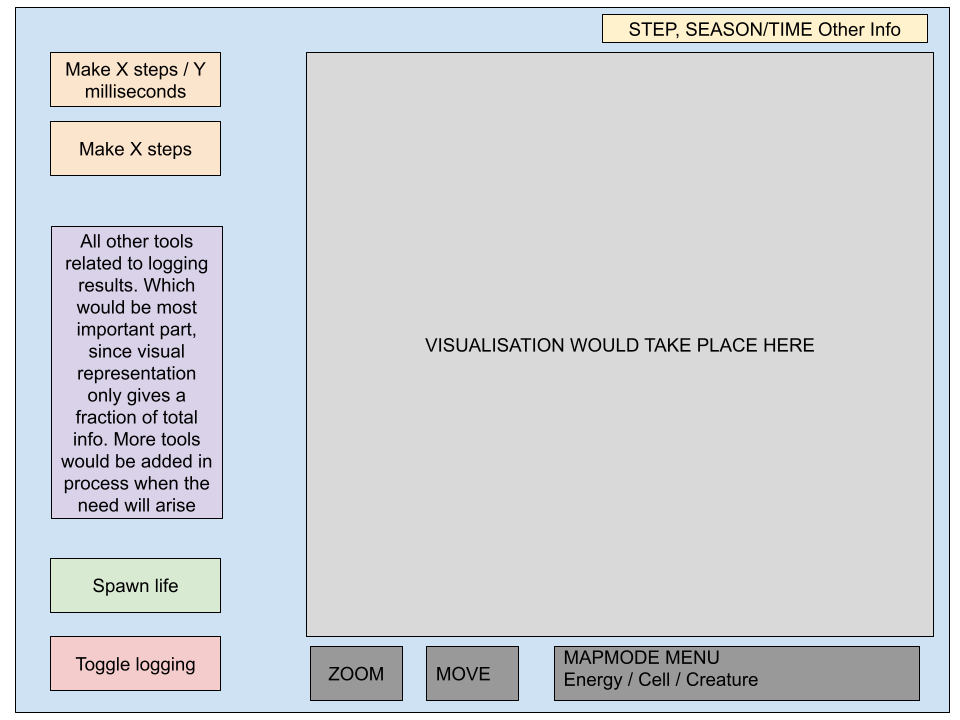 STEP, SEASON/TIME Other Info
Make X steps / Y
milliseconds
Make X steps
All other tools
related to logging
results. Which
would be most
important part,
since visual
representation
only gives a
fraction of total
info. More tools
would be added in
process when the
need will arise
Spawn life
Toggle logging
VISUALISATION WOULD TAKE PLACE HERE
ZOOM
MOVE
MAPMODE MENU
Energy / Cell / Creature